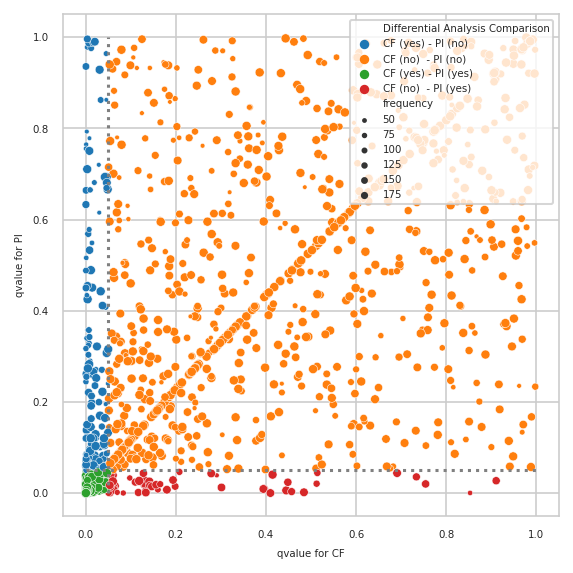 Differential Analysis Comparison
CF (yes) - PI (no)
CF (no) - PI (no)
CF (yes) - PI (yes)
CF (no) - PI (yes)
frequency
50
75
100
125
150
175
1.0
0.8
0.6
0.4
0.2
0.0
qvalue for PI
0.0 0.2 0.4 0.6 0.8 1.0
qvalue for CF